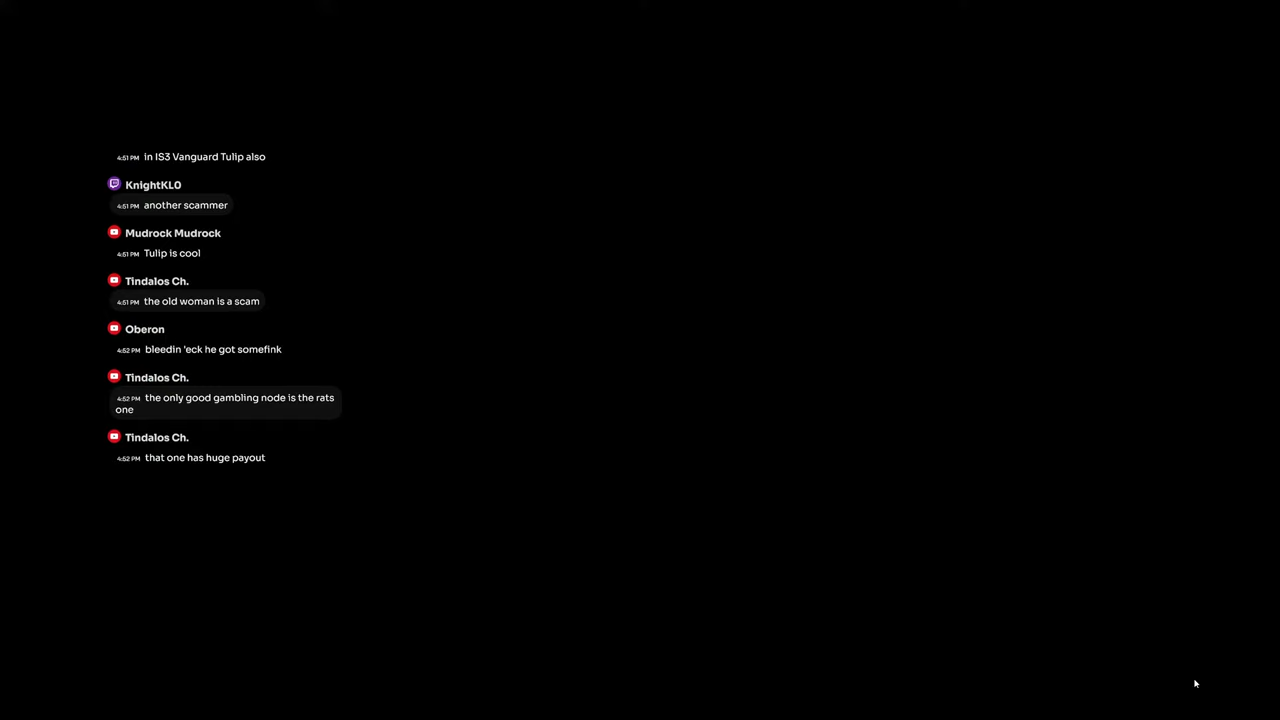 4:51 PM in IS3 Vanguard Tulip also
KnightKL0
4:51 PM another scammer
Mudrock Mudrock
4:51 PM Tulip is cool
Tindalos Ch.
4:51 PM the old woman is a scam
Oberon
4:52 PM bleedin 'eck he got somefink
Tindalos Ch.
4:52 PM the only good gambling node is the rats
one
Tindalos Ch.
4:52 PM that one has huge payout